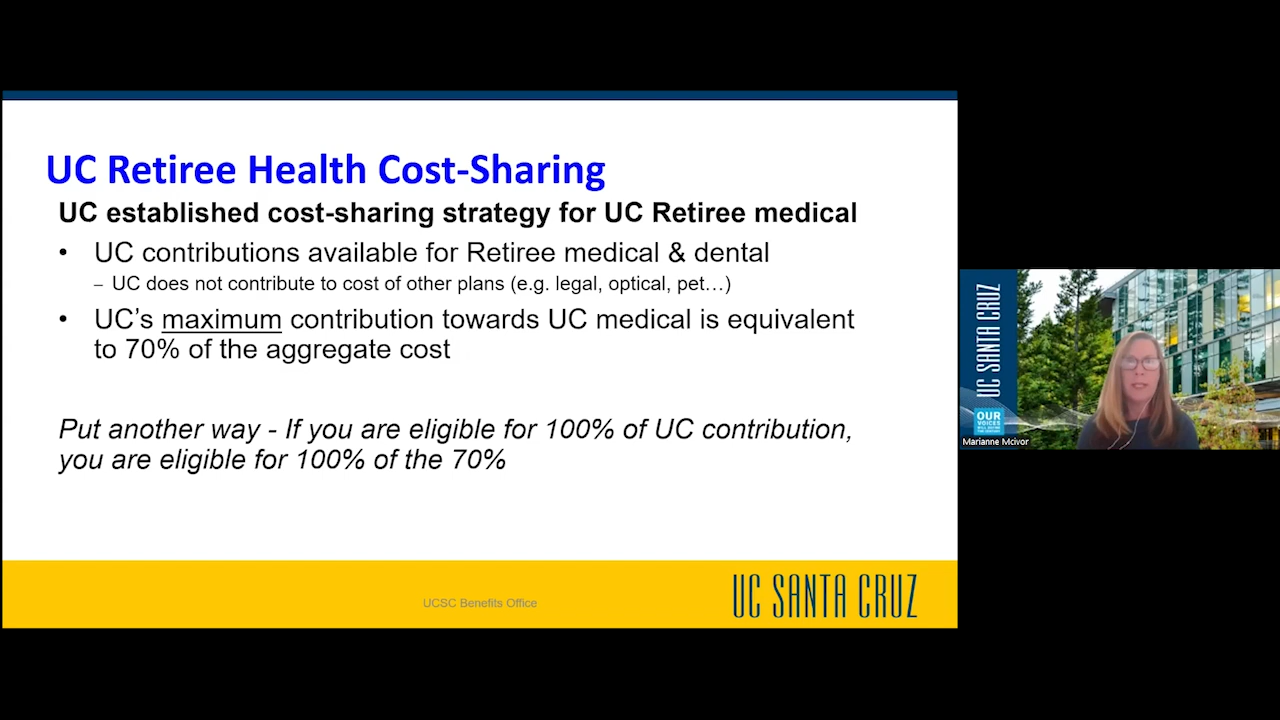 UC Retiree Health Cost-Sharing
UC established cost-sharing strategy for UC Retiree medical
• UC contributions available for Retiree medical & dental
– UC does not contribute to cost of other plans (e.g. legal, optical, pet…)
• UC’s maximum contribution towards UC medical is equivalent
to 70% of the aggregate cost
Put another way - If you are eligible for 100% of UC contribution,
you are eligible for 100% of the 70%
UCSC Benefits Office
UC SANTA CRUZ
UC SANTA CRUZ
OUR
VOICES
Marianne Mcivor